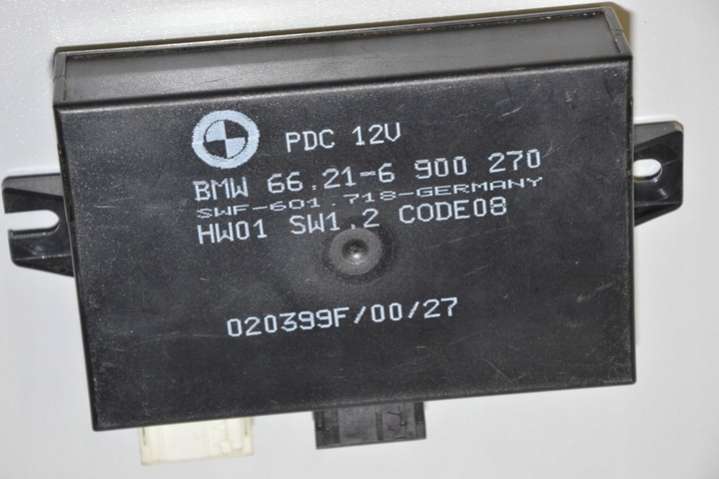 PDC 12V
BMW 66.21-6 900 270
SWF-601.718-GERMANY
HW01 SW1.2 CODE08
020399F/00/27